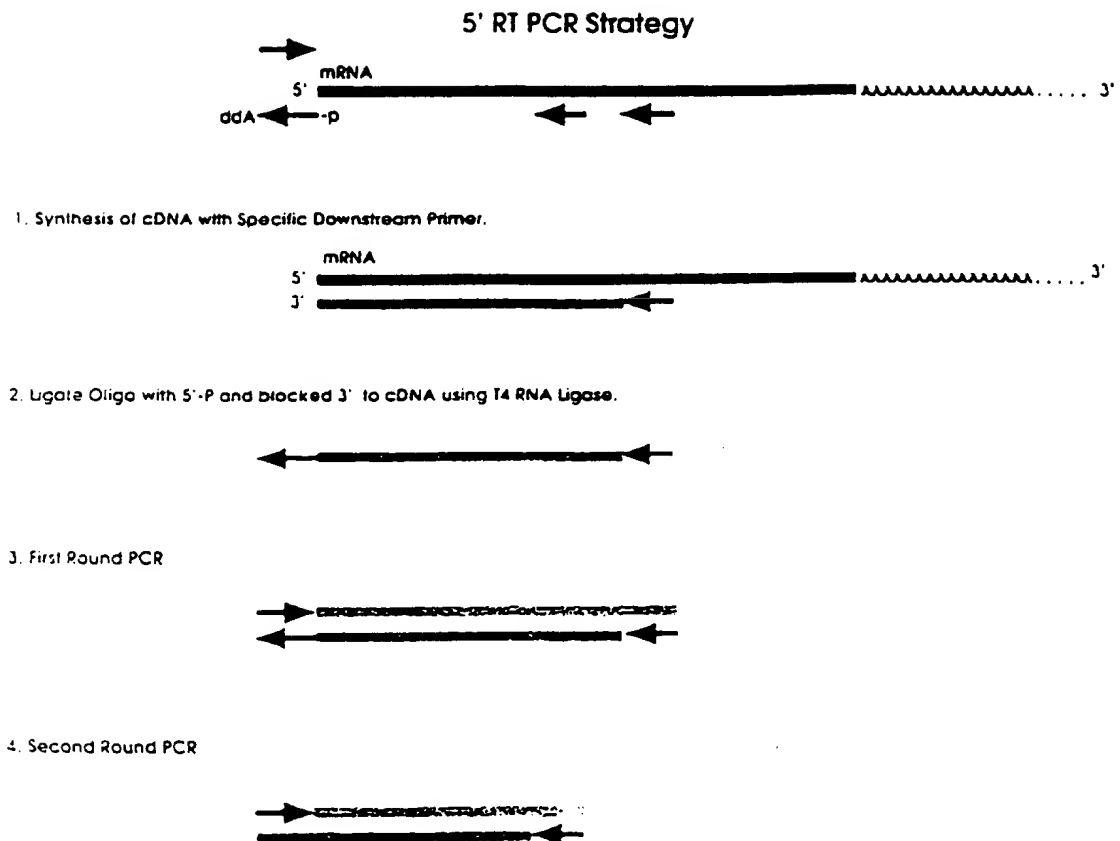 5' RT PCR Strategy
mRNA
5'
3'
ddA
-p
1. Synthesis of cDNA with Specific Downstream Primer.
mRNA
5'
3'
3'
2. Ligate Oligo with 5'-P and blocked 3' to cDNA using T4 RNA Ligase.
3. First Round PCR
4. Second Round PCR